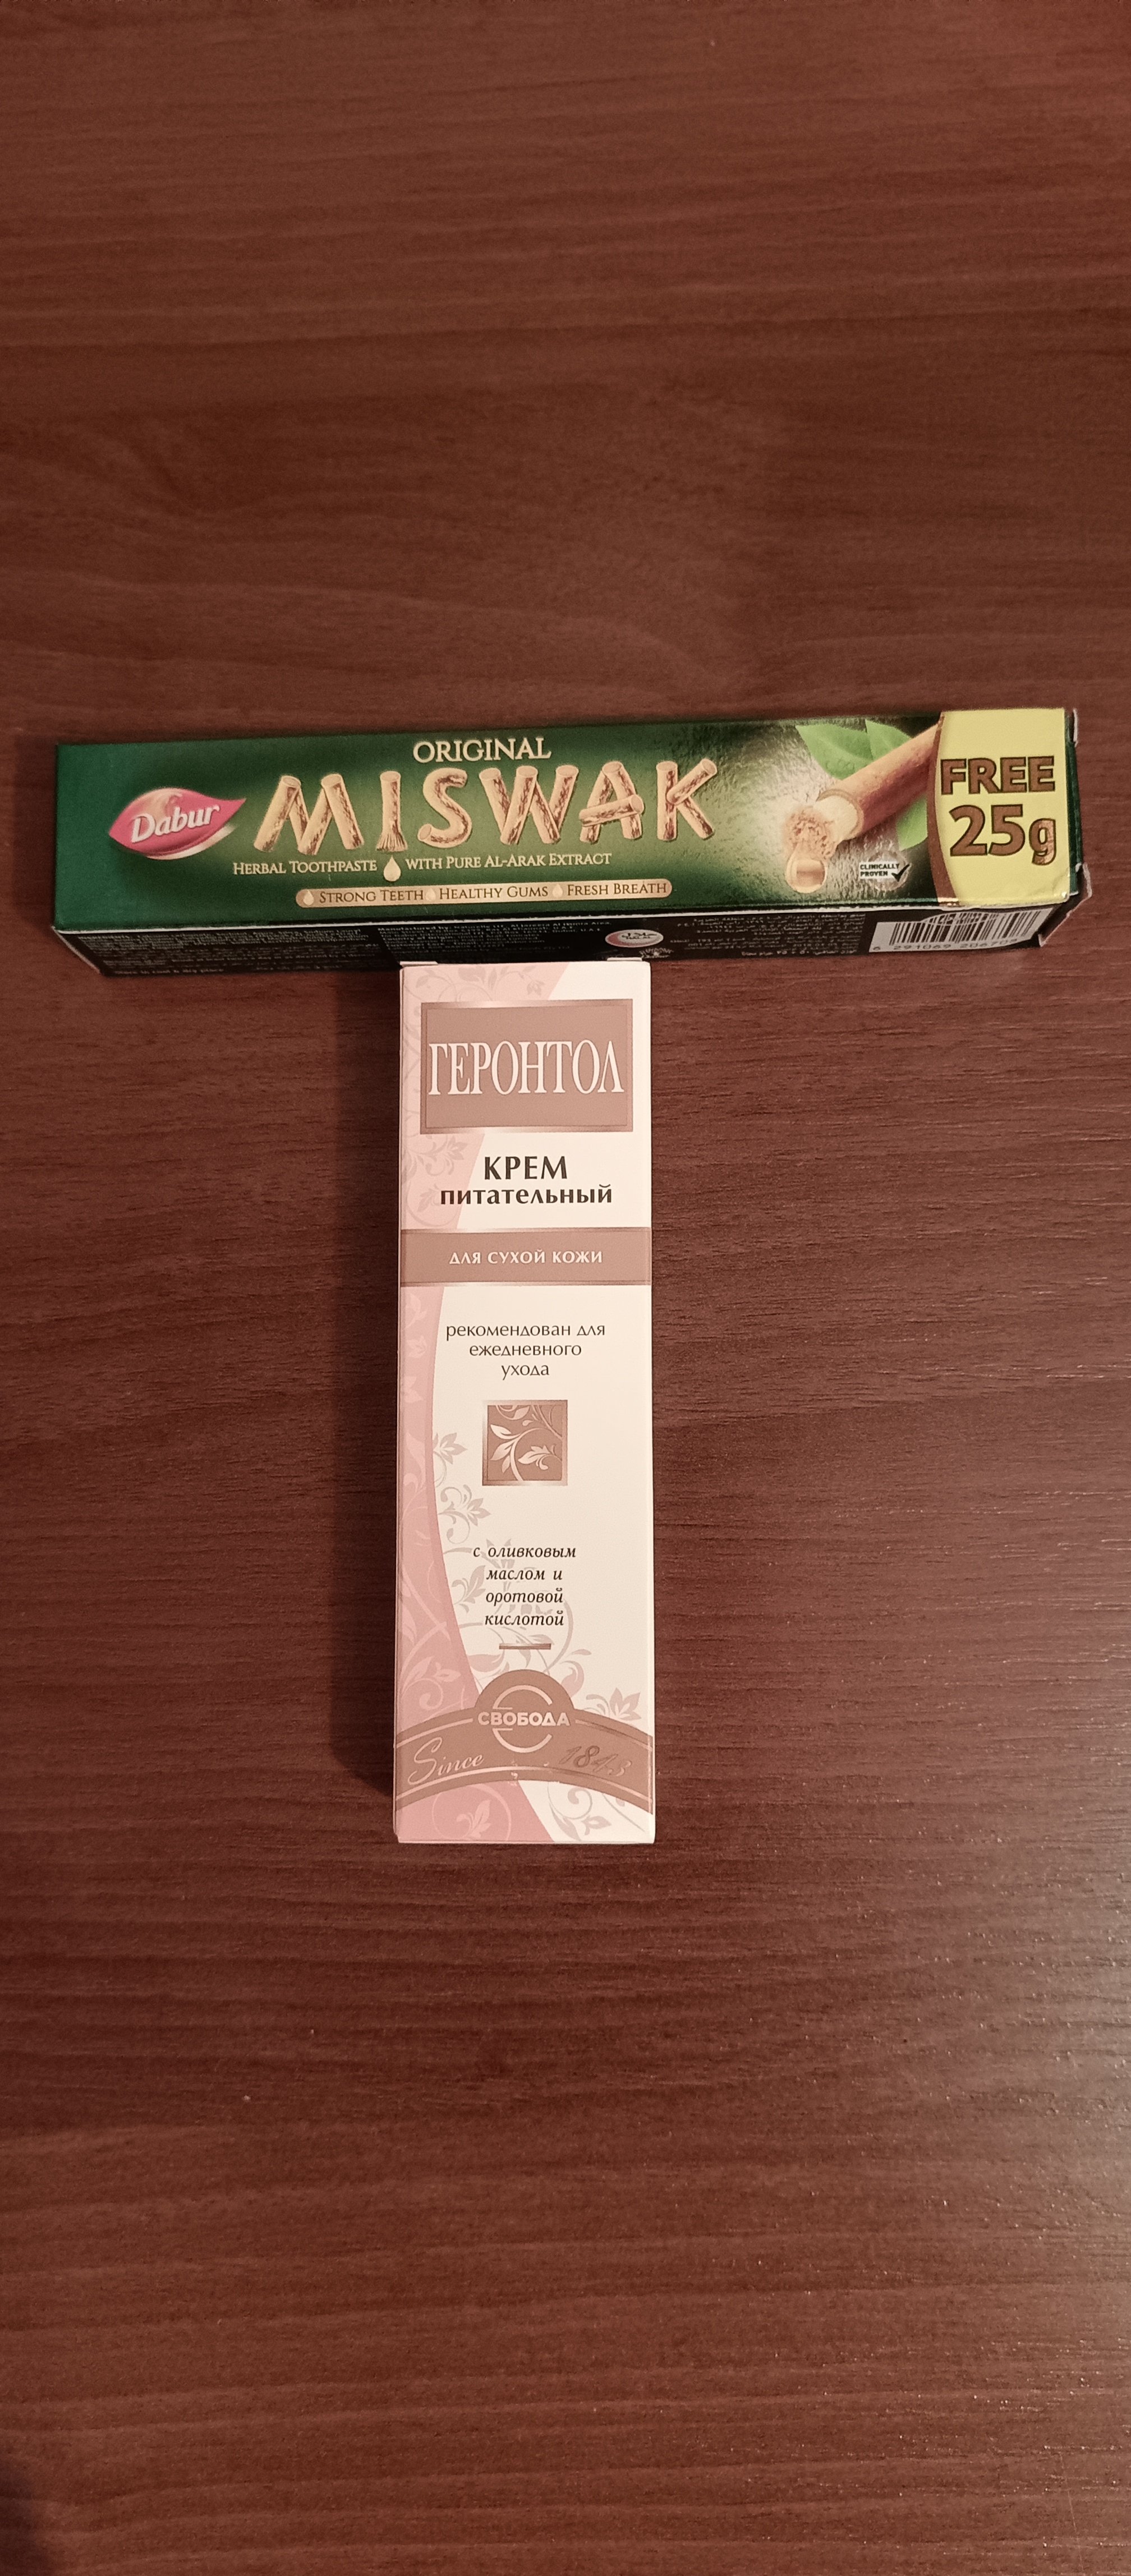 ORIGINAL
MISWAK
Dabur
HERBAL TOOTHPASTE WITH PURE AL-ARAK EXTRACT
STRONG TEETH HEALTHY GUMS FRESH BREATH
CLINICALLY
PROVEN
FREE
25g
ГЕРОНТОЛ
КРЕМ
питательный
ДЛЯ СУХОЙ КОЖИ
рекомендован для
ежедневного
ухода
с оливковым
маслом и
оротовой
кислотой
СВОБОДА
Since 1843